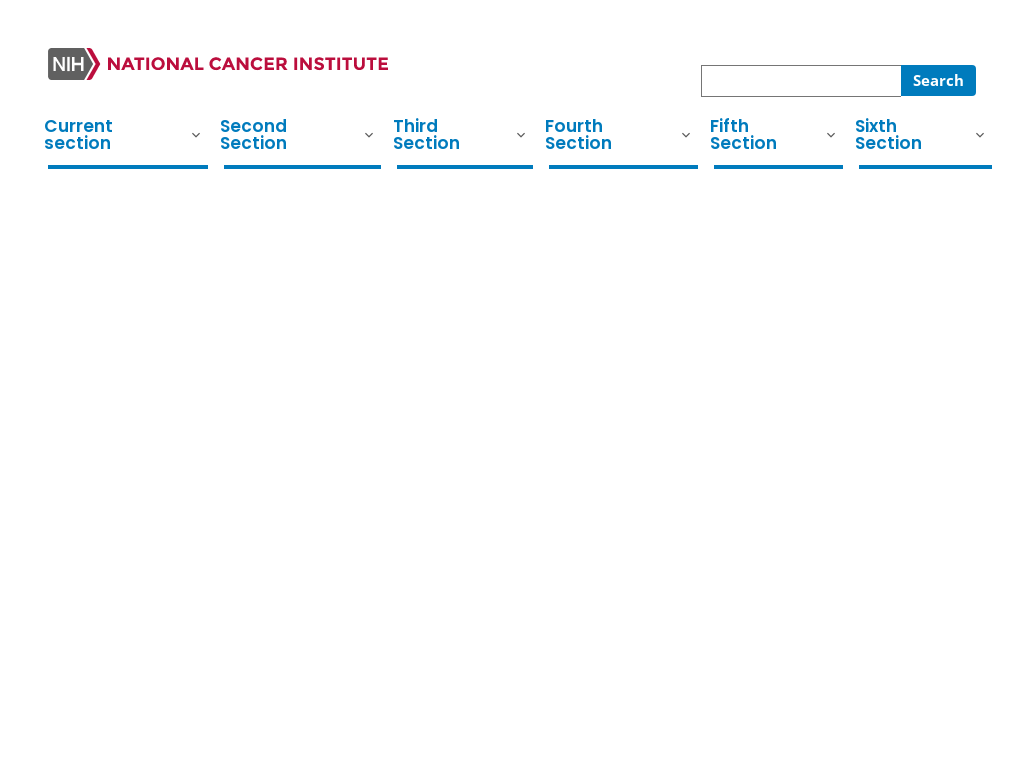 NIH NATIONAL CANCER INSTITUTE
Search
Current
section
Second
Section
Third
Section
Fourth
Section
Fifth
Section
Sixth
Section